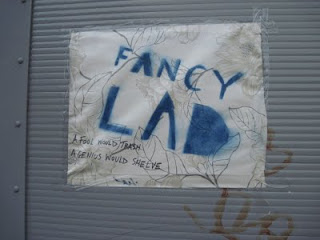 FANCY
LAD
A FOOL WOULD TRASH
A GENIUS WOULD SHELVE